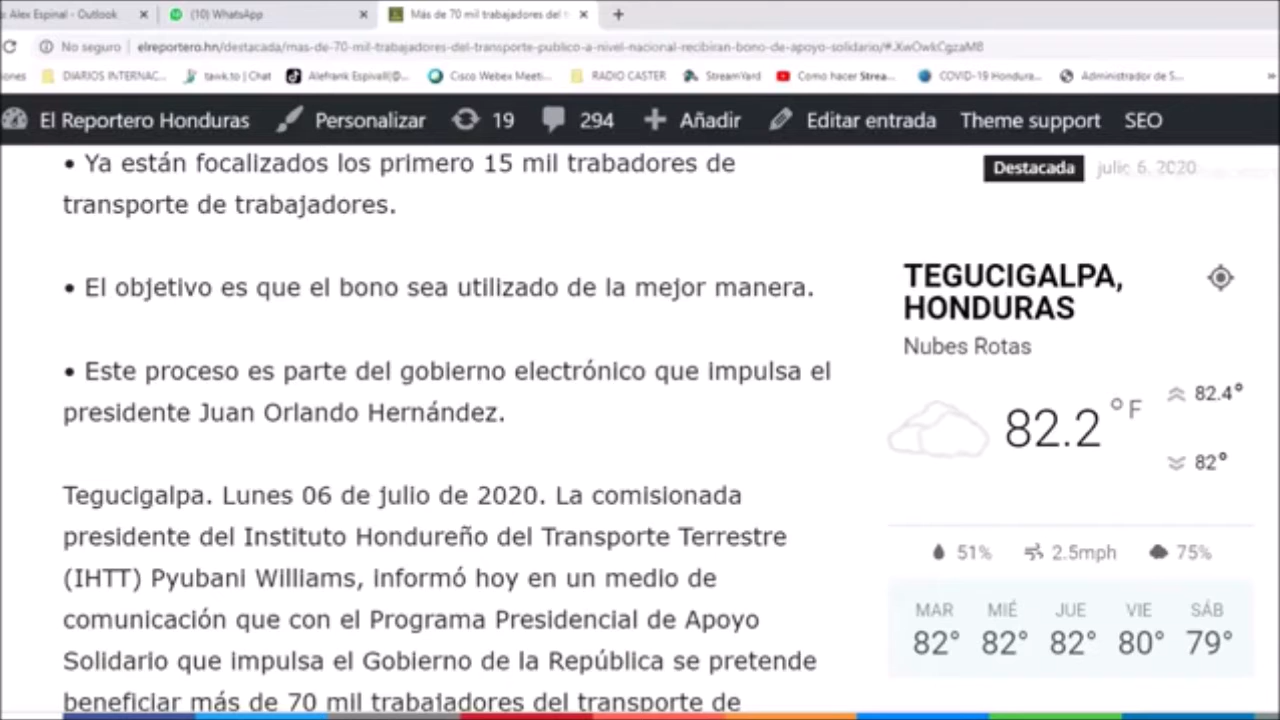 Alex Espinal - Outlook
(10) WhatsApp
Más de 70 mil trabajadores del t
No seguro | elreportero.hn/destacada/mas-de-70-mil-trabajadores-del-transporte-publico-a-nivel-nacional-recibiran-bono-de-apoyo-solidario/#.XwOwkCgzaM8
ones DIARIOS INTERNAC... tawk.to | Chat Alefrank Espivall(@... Cisco Webex Meeti... RADIO CASTER StreamYard Como hacer Strea... COVID-19 Hondura... Administrador de S... »
El Reportero Honduras Personalizar 19 294 Añadir Editar entrada Theme support SEO
• Ya están focalizados los primero 15 mil trabadores de
transporte de trabajadores.
• El objetivo es que el bono sea utilizado de la mejor manera.
• Este proceso es parte del gobierno electrónico que impulsa el
presidente Juan Orlando Hernández.
Tegucigalpa. Lunes 06 de julio de 2020. La comisionada
presidente del Instituto Hondureño del Transporte Terrestre
(IHTT) Pyubani Williams, informó hoy en un medio de
comunicación que con el Programa Presidencial de Apoyo
Solidario que impulsa el Gobierno de la República se pretende
beneficiar más de 70 mil trabajadores del transporte de
Destacada julio 6, 2020
TEGUCIGALPA,
HONDURAS
Nubes Rotas
82.2 °F
82.4°
82°
51% 2.5mph 75%
MAR MIÉ JUE VIE SÁB
82° 82° 82° 80° 79°